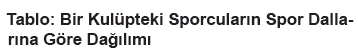 Tablo: Bir Kulüpteki Sporcuların Spor Dalla-
rına Göre Dağılımı